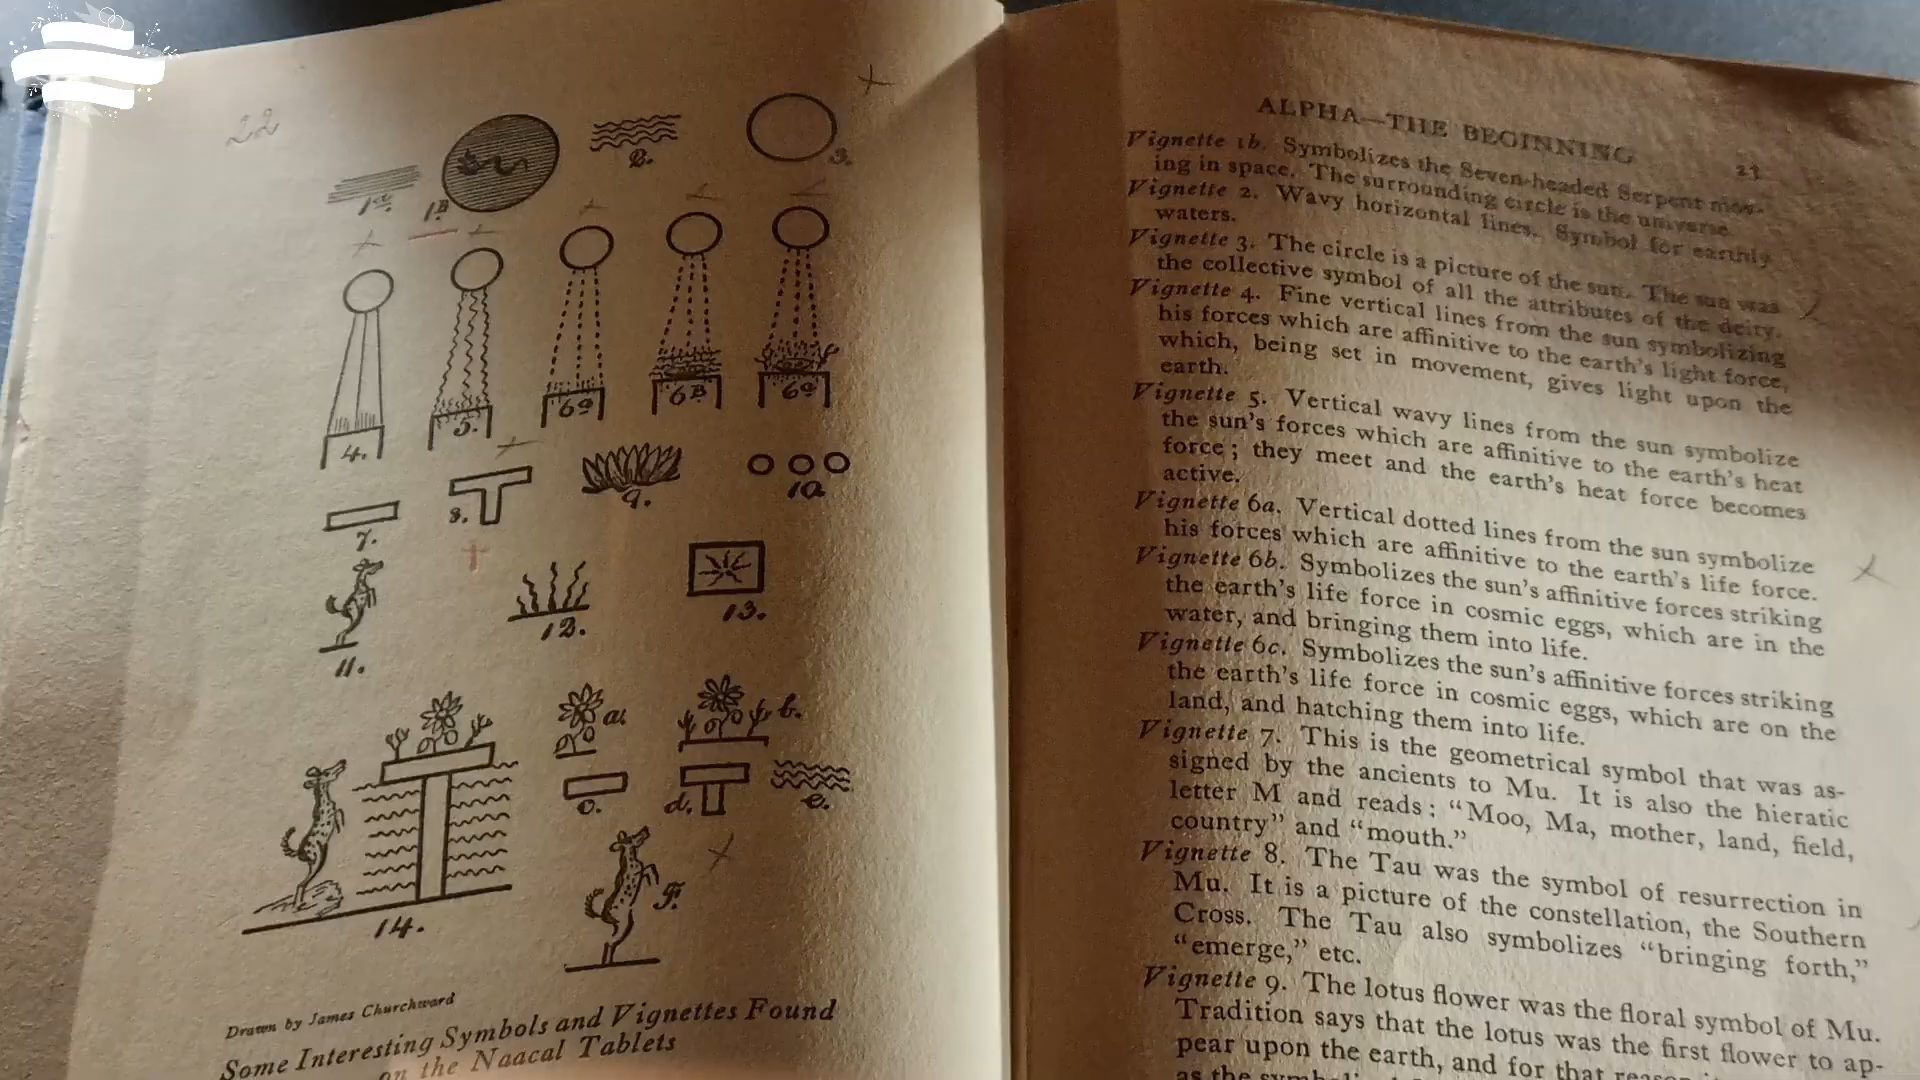 22
1a.
1B
2.
3.
4.
5.
6a
6B
6c
7.
8.
9.
10
11.
12.
13.
14.
a.
b.
c.
d.
e.
F.
Drawn by James Churchward
Some Interesting Symbols and Vignettes Found
on the Naacal Tablets
ALPHA—THE BEGINNING
Vignette 1b. Symbolizes the Seven-headed Serpent mov-
ing in space. The surrounding circle is the universe.
Vignette 2. Wavy horizontal lines. Symbol for earthly
waters.
Vignette 3. The circle is a picture of the sun. The sun was
the collective symbol of all the attributes of the deity.
Vignette 4. Fine vertical lines from the sun symbolizing
his forces which are affinitive to the earth's light force,
which, being set in movement, gives light upon the
earth.
Vignette 5. Vertical wavy lines from the sun symbolize
the sun's forces which are affinitive to the earth's heat
force; they meet and the earth's heat force becomes
active.
Vignette 6a. Vertical dotted lines from the sun symbolize
his forces which are affinitive to the earth's life force.
Vignette 6b. Symbolizes the sun's affinitive forces striking
the earth's life force in cosmic eggs, which are in the
water, and bringing them into life.
Vignette 6c. Symbolizes the sun's affinitive forces striking
the earth's life force in cosmic eggs, which are on the
land, and hatching them into life.
Vignette 7. This is the geometrical symbol that was as-
signed by the ancients to Mu. It is also the hieratic
letter M and reads: "Moo, Ma, mother, land, field,
country" and "mouth."
Vignette 8. The Tau was the symbol of resurrection in
Mu. It is a picture of the constellation, the Southern
Cross. The Tau also symbolizes "bringing forth,"
"emerge," etc.
Vignette 9. The lotus flower was the floral symbol of Mu.
Tradition says that the lotus was the first flower to ap-
pear upon the earth, and for that reason